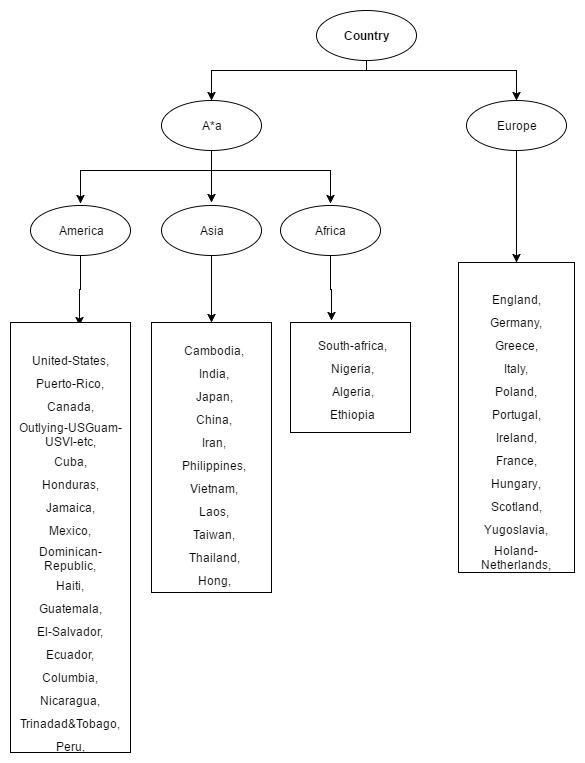 Country
A*a
Europe
America
Asia
Africa
United-States,
Puerto-Rico,
Canada,
Outlying-USGuam-
USVI-etc,
Cuba,
Honduras,
Jamaica,
Mexico,
Dominican-
Republic,
Haiti,
Guatemala,
El-Salvador,
Ecuador,
Columbia,
Nicaragua,
Trinadad&Tobago,
Peru,
Cambodia,
India,
Japan,
China,
Iran,
Philippines,
Vietnam,
Laos,
Taiwan,
Thailand,
Hong,
South-africa,
Nigeria,
Algeria,
Ethiopia
England,
Germany,
Greece,
Italy,
Poland,
Portugal,
Ireland,
France,
Hungary,
Scotland,
Yugoslavia,
Holand-
Netherlands,